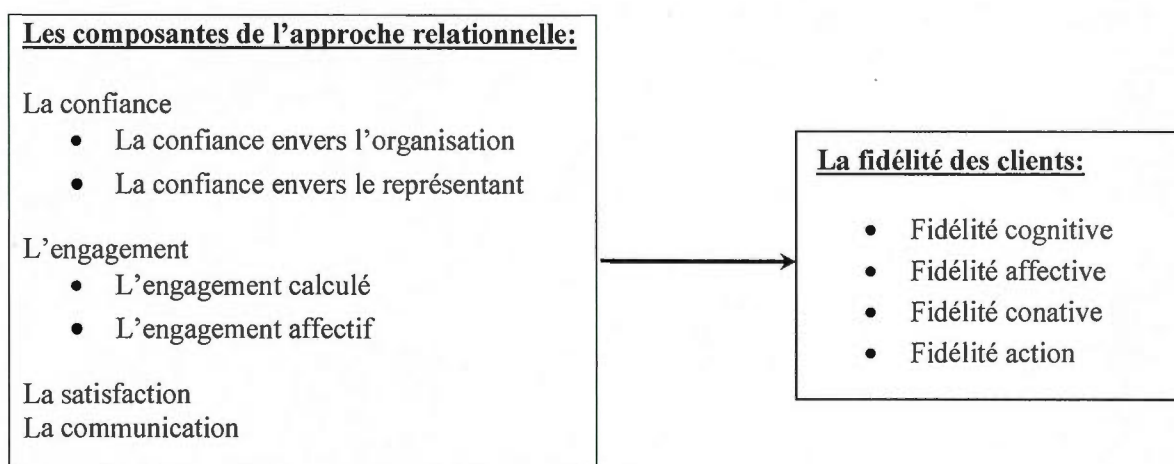 Les composantes de l'approche relationnelle:
La confiance
• La confiance envers l'organisation
• La confiance envers le représentant
L'engagement
• L'engagement calculé
• L'engagement affectif
La satisfaction
La communication
La fidélité des clients:
• Fidélité cognitive
• Fidélité affective
• Fidélité conative
• Fidélité action